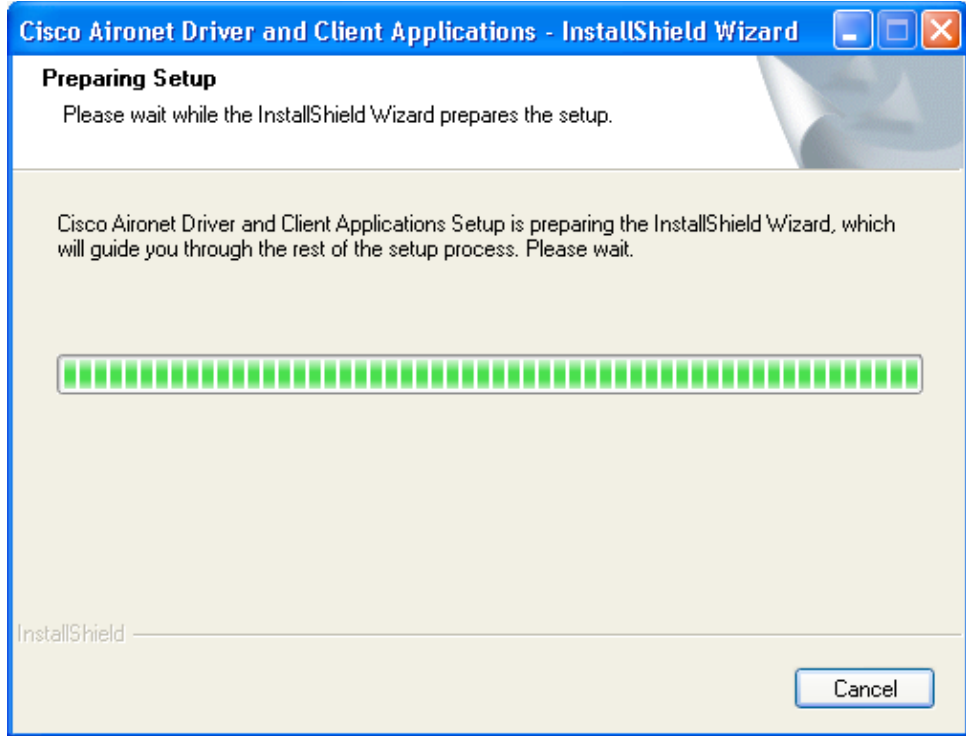 Cisco Aironet Driver and Client Applications - InstallShield Wizard
Preparing Setup
Please wait while the InstallShield Wizard prepares the setup.
Cisco Aironet Driver and Client Applications Setup is preparing the InstallShield Wizard, which
will guide you through the rest of the setup process. Please wait.
InstallShield
Cancel